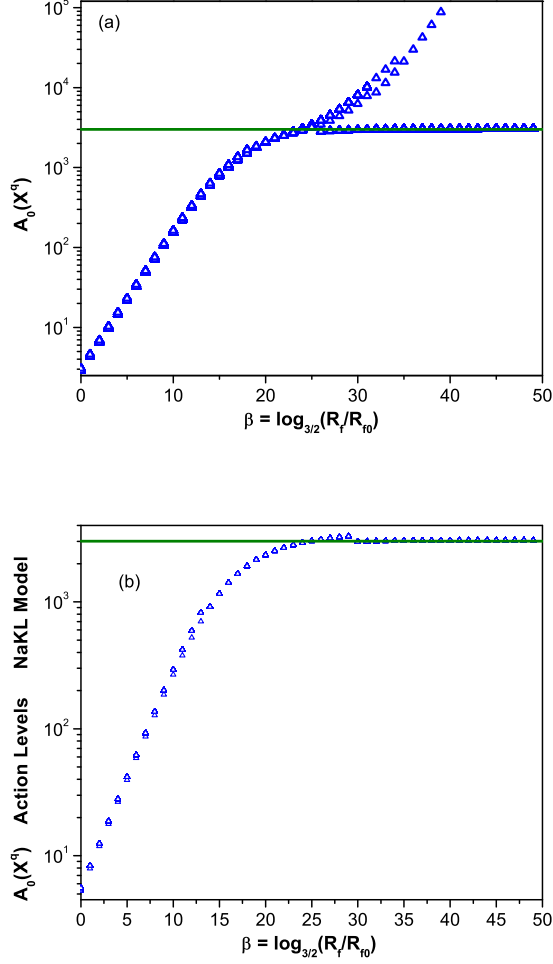 (a)
10⁵
10⁴
10³
10²
10¹
A₀(X^q)
0 10 20 30 40 50
β = log₃/₂(R_f/R_f0)
(b)
10³
10²
10¹
A₀(X^q) Action Levels NaKL Model
0 5 10 15 20 25 30 35 40 45 50
β = log₃/₂(R_f/R_f0)